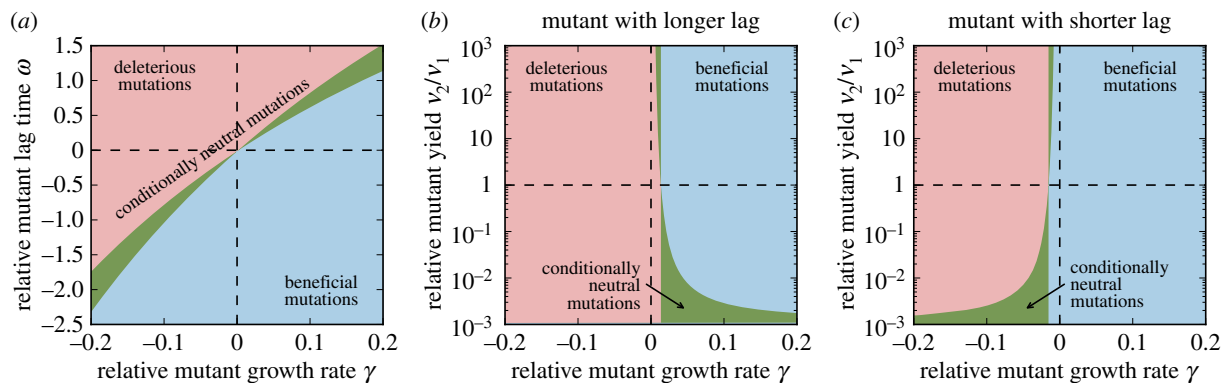 (a)
1.5
1.0
0.5
0
−0.5
−1.0
−1.5
−2.0
−2.5
relative mutant lag time ω
deleterious
mutations
conditionally neutral mutations
beneficial
mutations
−0.2
−0.1
0
0.1
0.2
relative mutant growth rate γ
(b)
mutant with longer lag
10³
10²
10
1
10⁻¹
10⁻²
10⁻³
relative mutant yield ν₂/ν₁
deleterious
mutations
beneficial
mutations
conditionally
neutral
mutations
−0.2
−0.1
0
0.1
0.2
relative mutant growth rate γ
(c)
mutant with shorter lag
10³
10²
10
1
10⁻¹
10⁻²
10⁻³
relative mutant yield ν₂/ν₁
deleterious
mutations
beneficial
mutations
conditionally
neutral
mutations
−0.2
−0.1
0
0.1
0.2
relative mutant growth rate γ